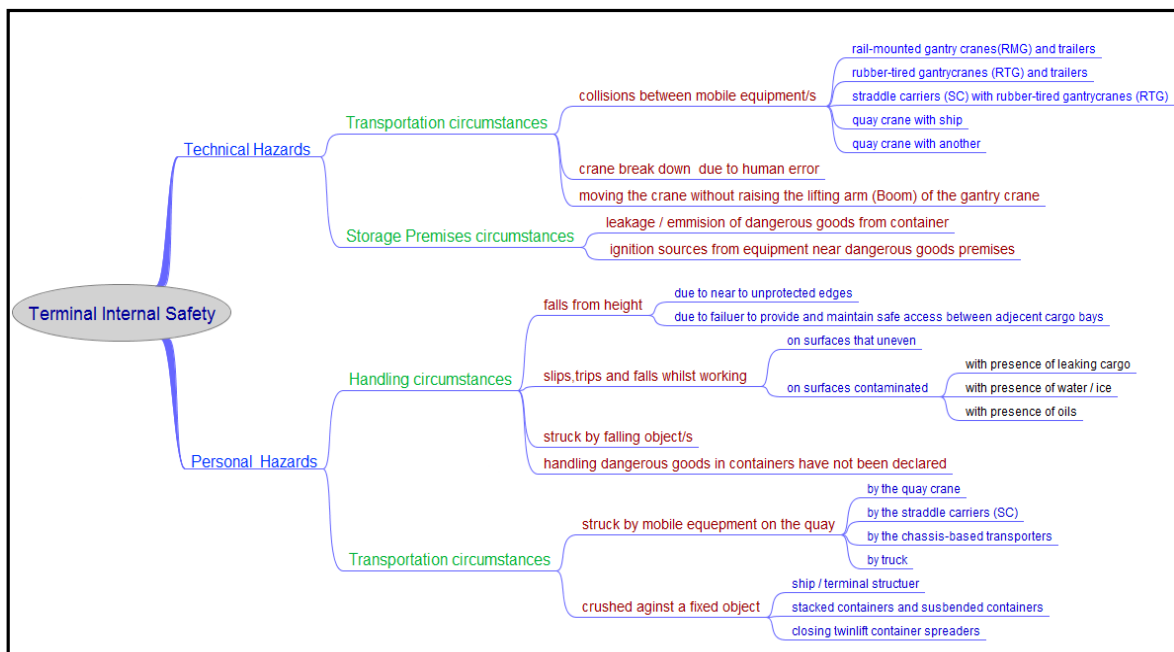 Terminal Internal Safety
Technical Hazards
Transportation circumstances
collisions between mobile equipment/s
rail-mounted gantry cranes(RMG) and trailers
rubber-tired gantrycranes (RTG) and trailers
straddle carriers (SC) with rubber-tired gantrycranes (RTG)
quay crane with ship
quay crane with another
crane break down due to human error
moving the crane without raising the lifting arm (Boom) of the gantry crane
Storage Premises circumstances
leakage / emmision of dangerous goods from container
ignition sources from equipment near dangerous goods premises
Personal Hazards
Handling circumstances
falls from height
due to near to unprotected edges
due to failuer to provide and maintain safe access between adjecent cargo bays
slips,trips and falls whilst working
on surfaces that uneven
on surfaces contaminated
with presence of leaking cargo
with presence of water / ice
with presence of oils
struck by falling object/s
handling dangerous goods in containers have not been declared
Transportation circumstances
struck by mobile equepment on the quay
by the quay crane
by the straddle carriers (SC)
by the chassis-based transporters
by truck
crushed aginst a fixed object
ship / terminal structuer
stacked containers and susbended containers
closing twinlift container spreaders